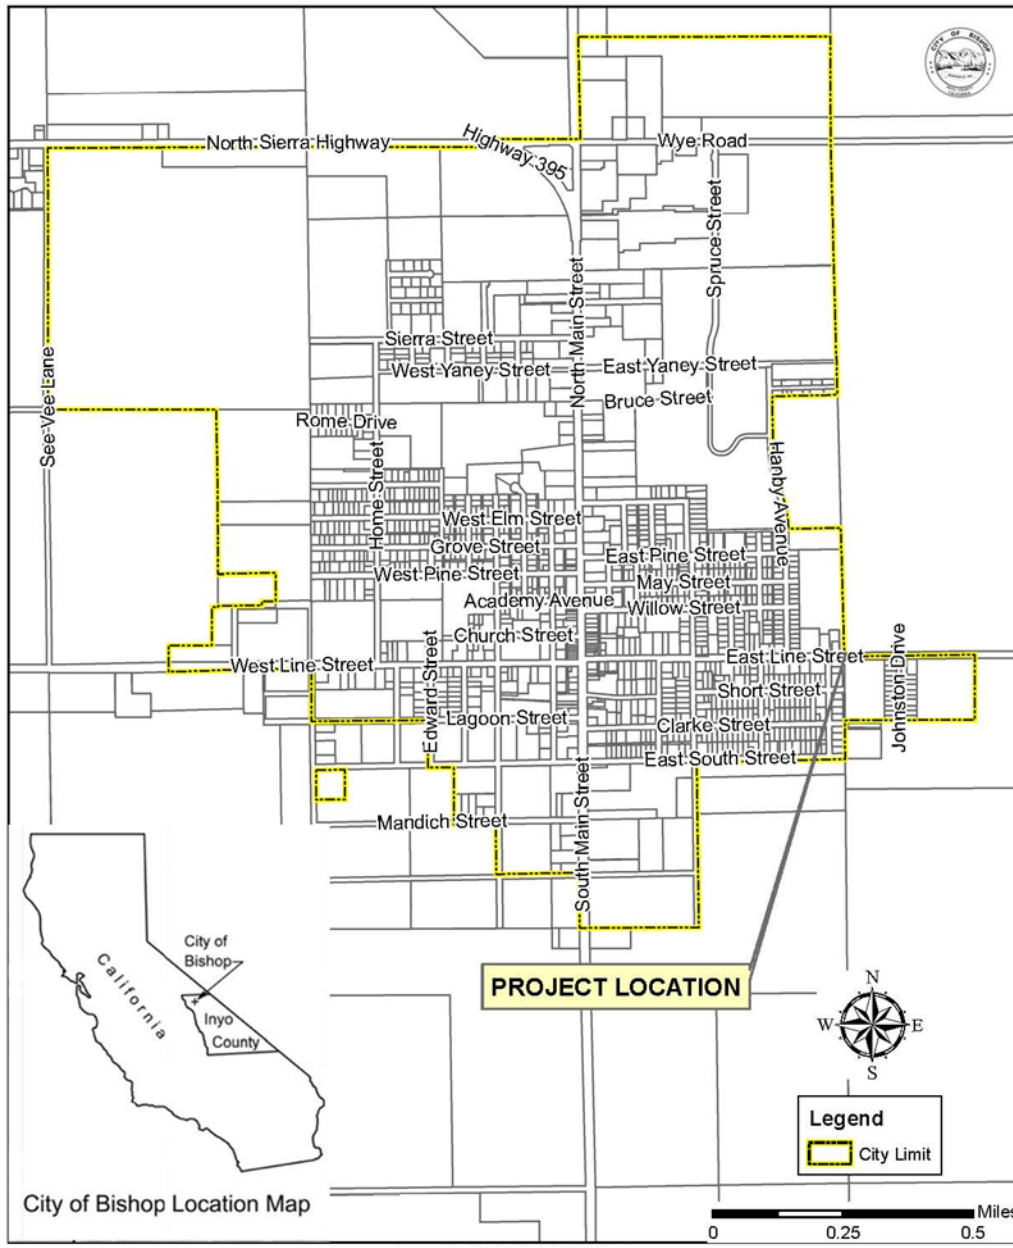 CITY OF BISHOP
North Sierra Highway
Highway 395
Wye Road
Spruce Street
North Main Street
Sierra Street
West Yaney Street
East Yaney Street
See Vee Lane
Bruce Street
Rome Drive
Home Street
Hanby Avenue
West Elm Street
Grove Street
East Pine Street
West Pine Street
May Street
Academy Avenue
Willow Street
Church Street
East Line Street
West Line Street
Edward Street
Johnston Drive
Short Street
Lagoon Street
Clarke Street
East South Street
South Main Street
Mandich Street
PROJECT LOCATION
City of
Bishop
California
Inyo
County
City of Bishop Location Map
N
W
E
S
Legend
City Limit
Miles
0
0.25
0.5